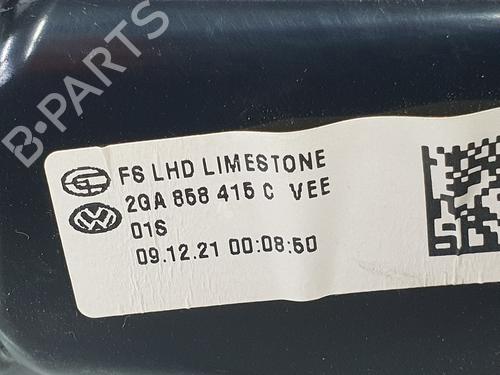 B-PARTS
FS LHD LIMESTONE
2GA 858 415 C VEE
01S
09.12.21 00:08:50